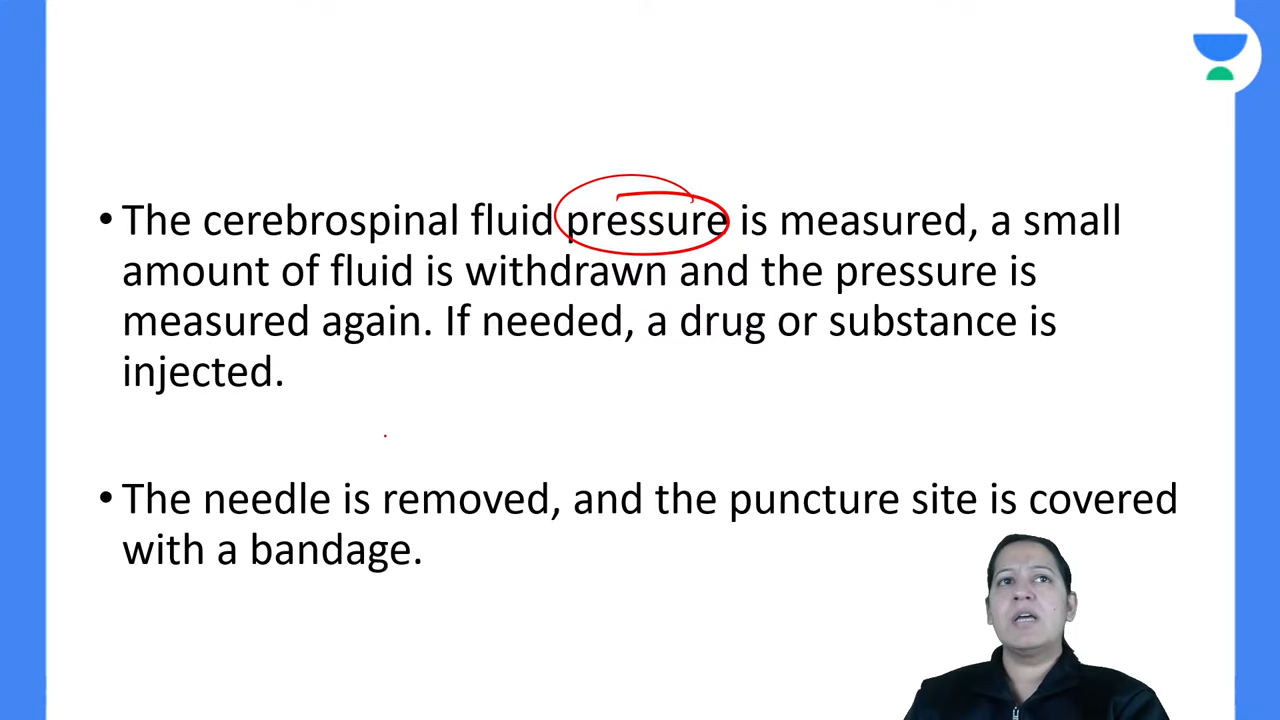 • The cerebrospinal fluid pressure is measured, a small
amount of fluid is withdrawn and the pressure is
measured again. If needed, a drug or substance is
injected.
• The needle is removed, and the puncture site is covered
with a bandage.